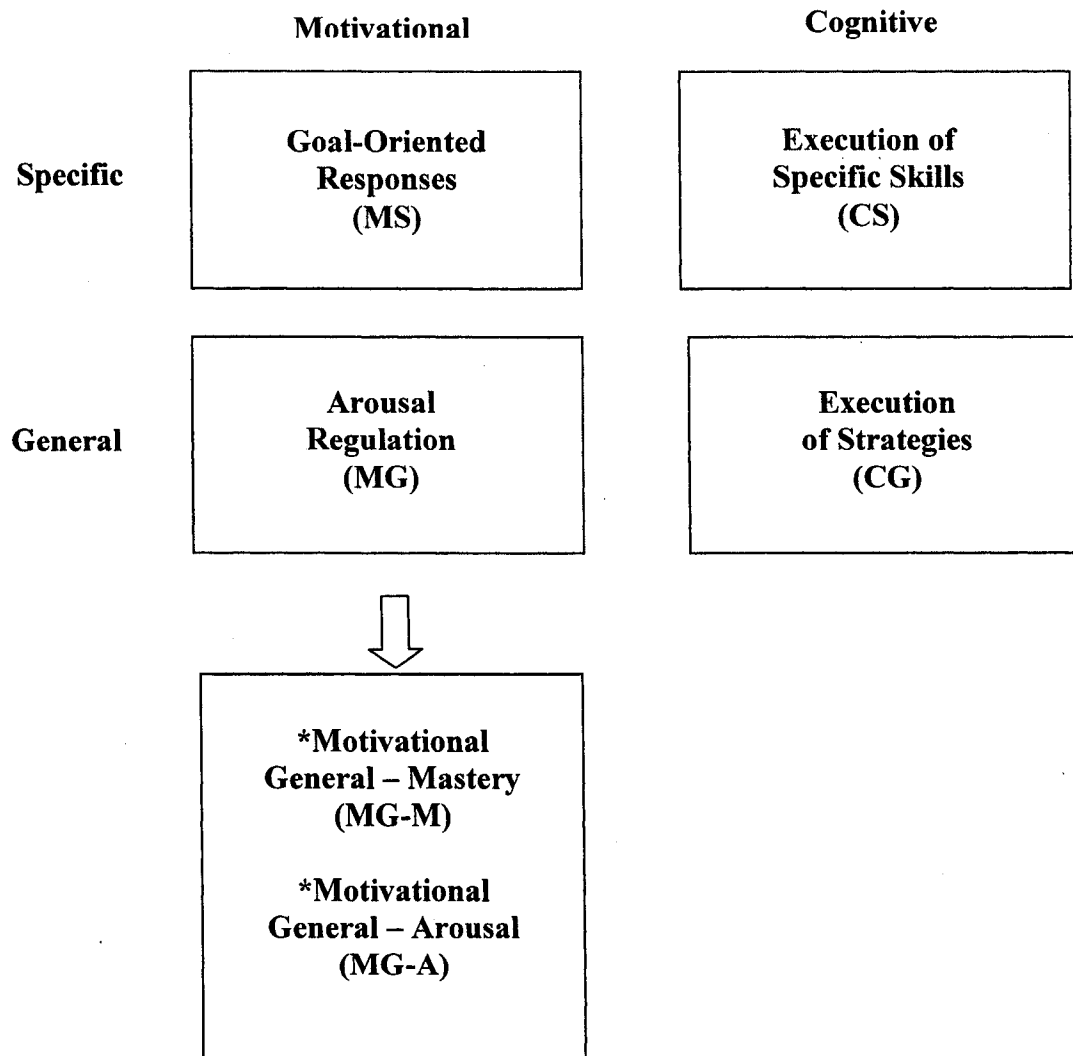 Motivational
Cognitive
Specific
Goal-Oriented
Responses
(MS)
Execution of
Specific Skills
(CS)
General
Arousal
Regulation
(MG)
Execution
of Strategies
(CG)
*Motivational
General – Mastery
(MG-M)
*Motivational
General – Arousal
(MG-A)